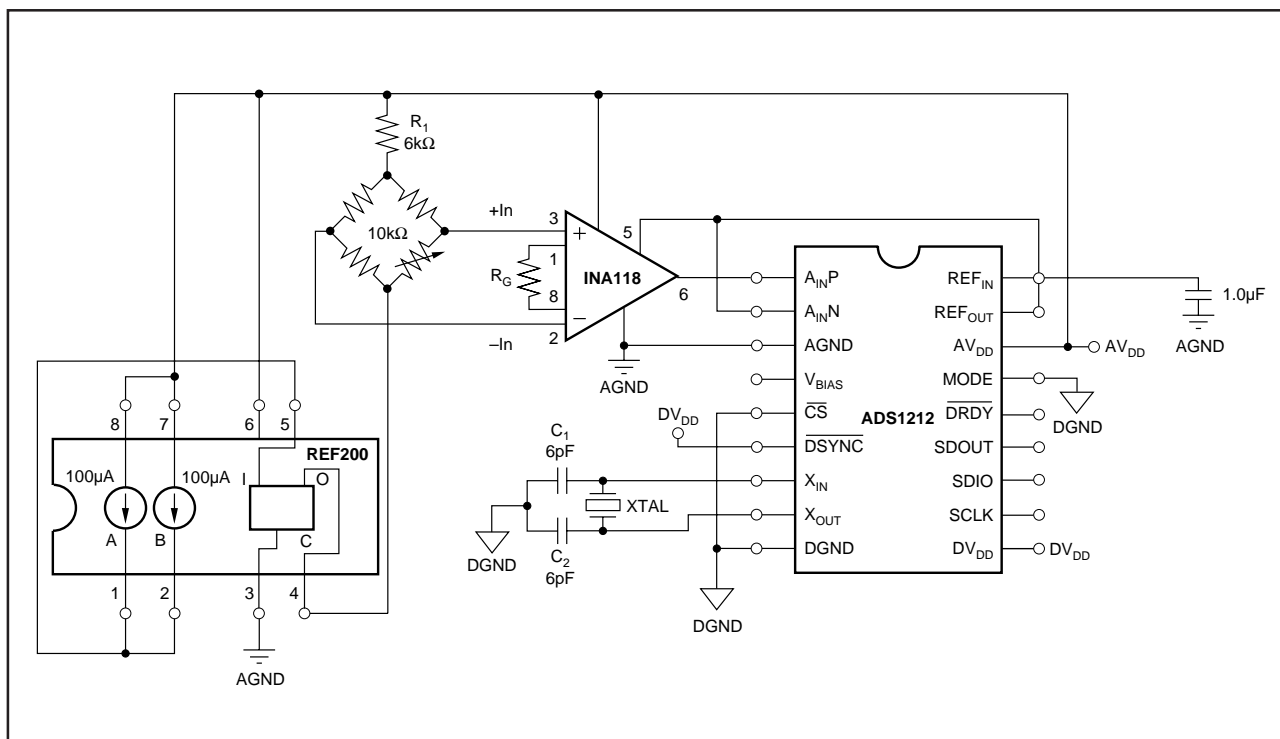 R1
6kΩ
+In
3
5
10kΩ
+
1
RG
INA118
8
6
–
2
–In
AGND
AINP
REFIN
1.0µF
AINN
REFOUT
AGND
AVDD
AVDD
AGND
VBIAS
MODE
DVDD
CS
ADS1212
DRDY
DGND
DSYNC
SDOUT
C1
6pF
XIN
SDIO
XTAL
XOUT
SCLK
DGND
C2
6pF
DGND
DVDD
DVDD
DGND
8
7
6
5
REF200
100µA
100µA
I
O
A
B
C
1
2
3
4
AGND